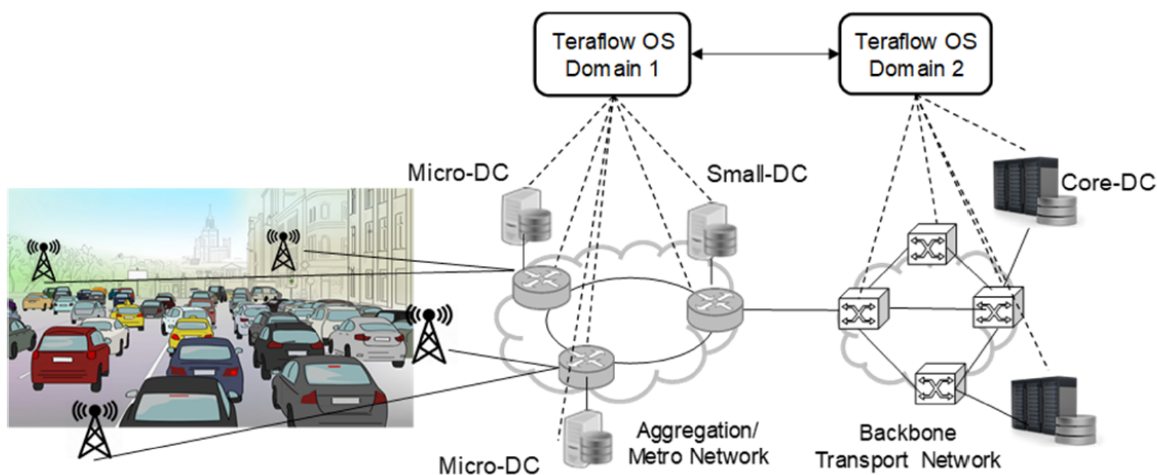 Teraflow OS
Domain 1
Teraflow OS
Domain 2
Micro-DC
Small-DC
Core-DC
Micro-DC
Aggregation/
Metro Network
Backbone
Transport Network